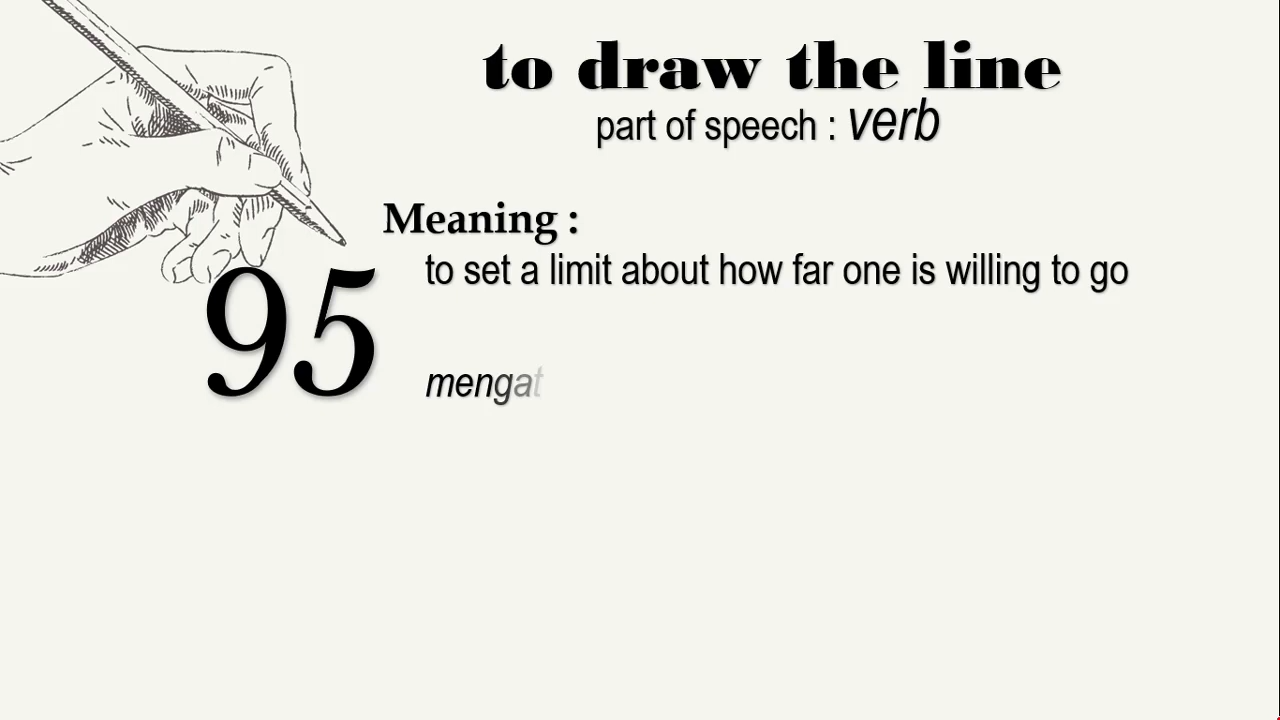 to draw the line
part of speech : verb
Meaning :
to set a limit about how far one is willing to go
95
mengat